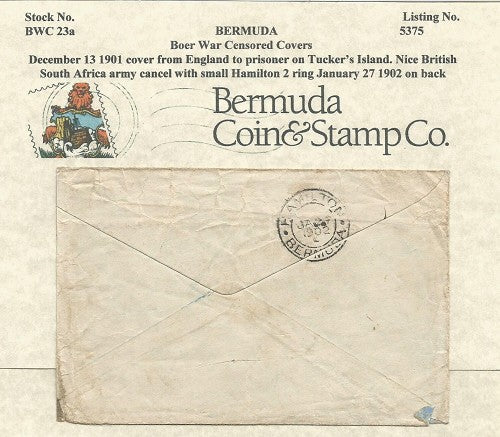 Stock No.
BWC 23a
BERMUDA
Boer War Censored Covers
Listing No.
5375
December 13 1901 cover from England to prisoner on Tucker's Island. Nice British
South Africa army cancel with small Hamilton 2 ring January 27 1902 on back
Bermuda
Coin&Stamp Co.
HAMILTON
1902
BERMUDA